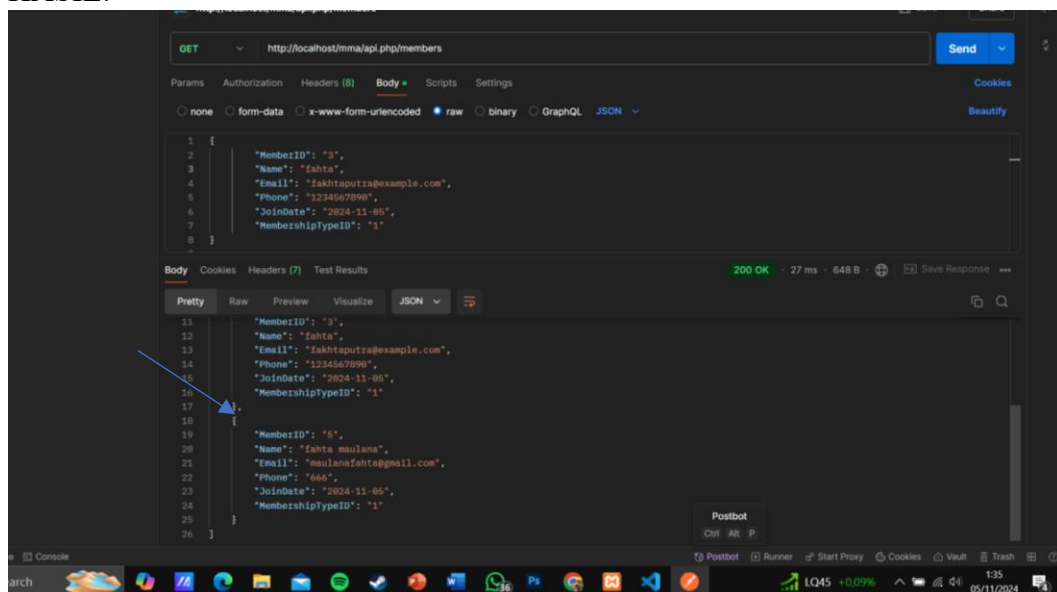 GET http://localhost/mma/api.php/members Send
Params Authorization Headers (8) Body Scripts Settings Cookies
none form-data x-www-form-urlencoded raw binary GraphQL JSON Beautify
1 {
2 "MemberID": "3",
3 "Name": "fahta",
4 "Email": "fakhtaputra@example.com",
5 "Phone": "1234567890",
6 "JoinDate": "2024-11-05",
7 "MembershipTypeID": "1"
8 }
Body Cookies Headers (7) Test Results 200 OK 27 ms 648 B Save Response
Pretty Raw Preview Visualize JSON
11 "MemberID": "3",
12 "Name": "fahta",
13 "Email": "fakhtaputra@example.com",
14 "Phone": "1234567890",
15 "JoinDate": "2024-11-05",
16 "MembershipTypeID": "1"
17 },
18 {
19 "MemberID": "5",
20 "Name": "fahta maulana",
21 "Email": "maulanafahta@gmail.com",
22 "Phone": "666",
23 "JoinDate": "2024-11-05",
24 "MembershipTypeID": "1"
25 }
26 ]
Postbot
Ctrl Alt P
Console Postbot Runner Start Proxy Cookies Vault Trash
arch 36 Ps LQ45 +0,09% 1:35
05/11/2024 4